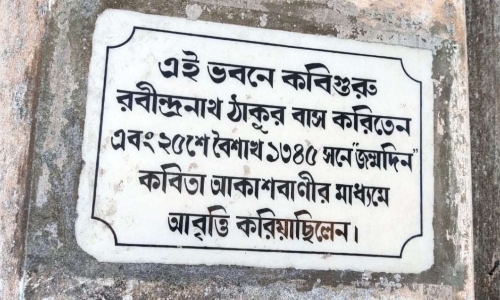 এই ভবনে কবিগুরু
রবীন্দ্রনাথ ঠাকুর বাস করিতেন
এবং ২৫শে বৈশাখ ১৩৪৫ সনে "জন্মদিন"
কবিতা আকাশবাণীর মাধ্যমে
আবৃত্তি করিয়াছিলেন।